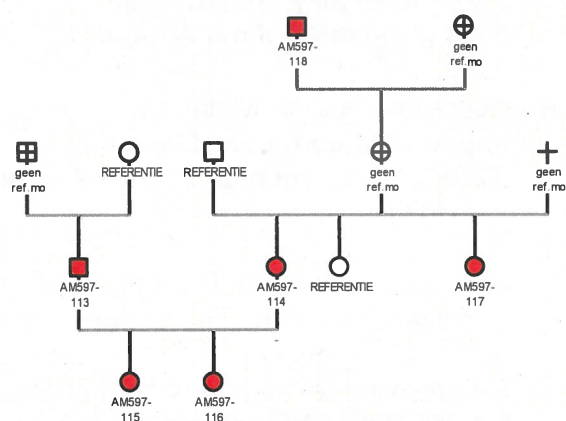 AM597-
118
geen
ref.mo
geen
ref.mo
REFERENTIE
REFERENTIE
geen
ref.mo
geen
ref.mo
AM597-
113
AM597-
114
REFERENTIE
AM597-
117
AM597-
115
AM597-
116